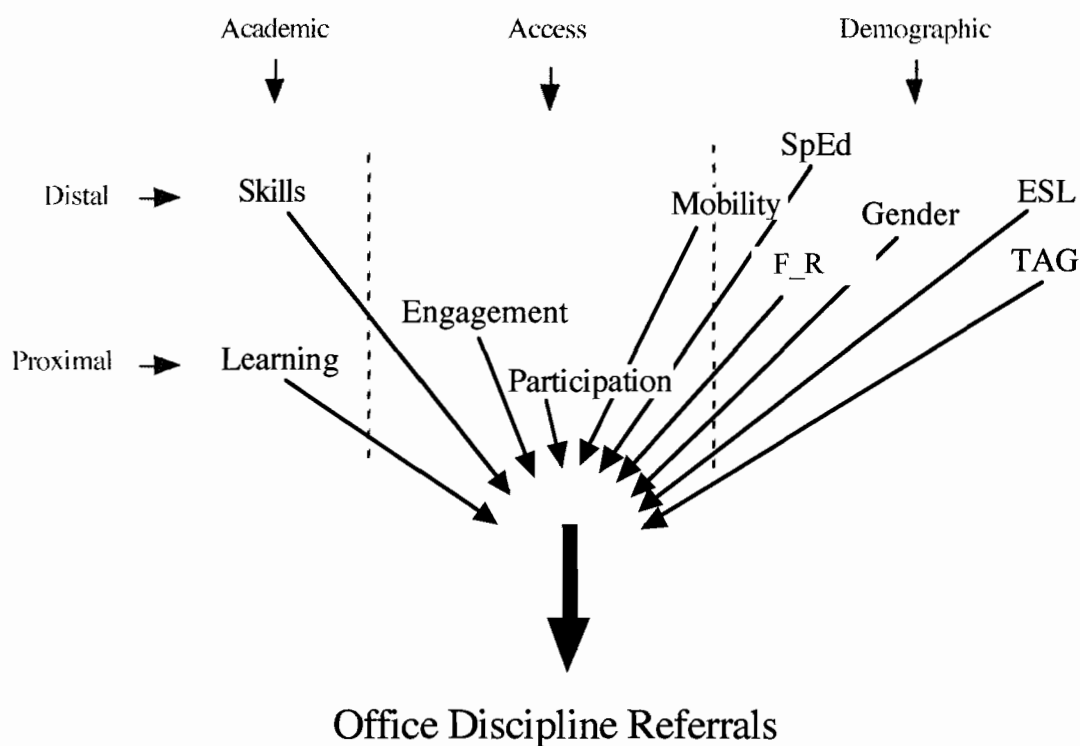 Academic
Access
Demographic
SpEd
Distal
Skills
Mobility
Gender
ESL
F_R
TAG
Engagement
Proximal
Learning
Participation
Office Discipline Referrals